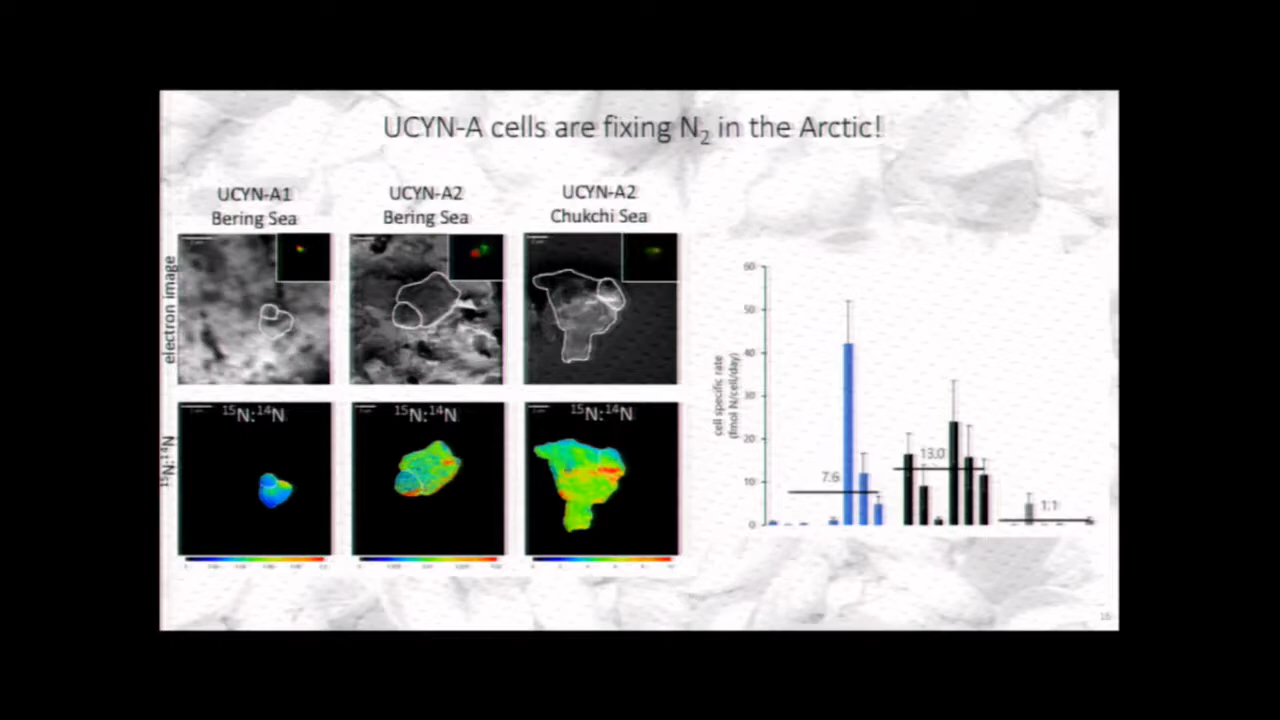 UCYN-A cells are fixing N₂ in the Arctic!
UCYN-A1
Bering Sea
UCYN-A2
Bering Sea
UCYN-A2
Chukchi Sea
electron image
¹⁵N:¹⁴N
¹⁵N:¹⁴N
¹⁵N:¹⁴N
¹⁵N:¹⁴N
cell specific rate
(fmol N/cell/day)
60
50
40
30
20
10
0
7.6
13.0
1.1
16